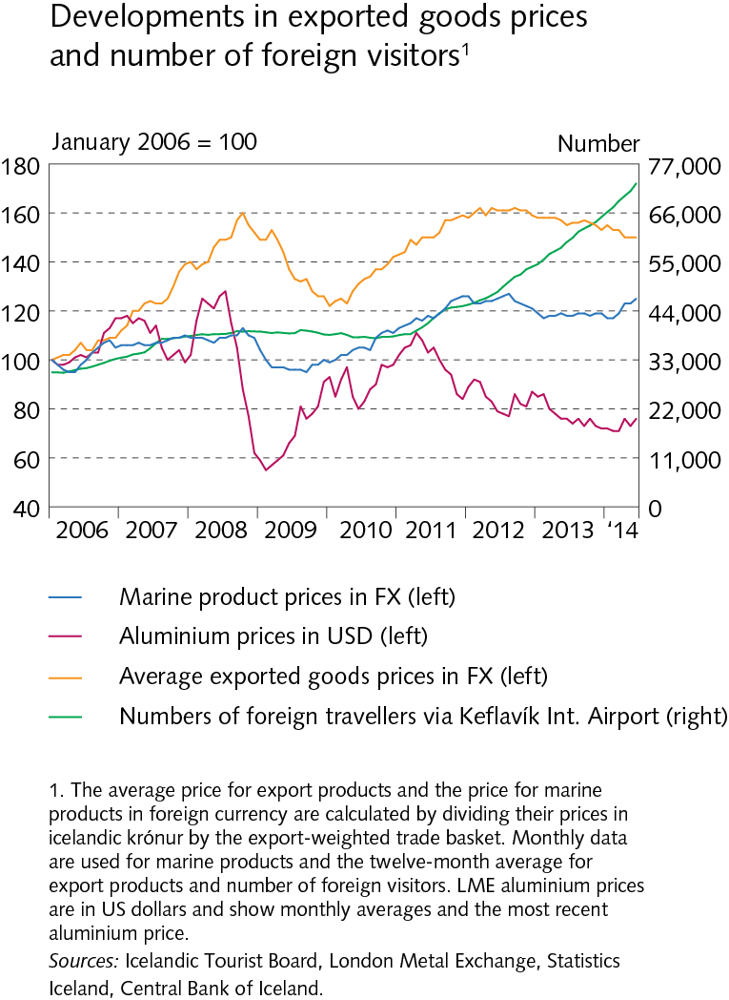 Developments in exported goods prices
and number of foreign visitors¹
January 2006 = 100
Number
180
160
140
120
100
80
60
40
77,000
66,000
55,000
44,000
33,000
22,000
11,000
0
2006 2007 2008 2009 2010 2011 2012 2013 '14
Marine product prices in FX (left)
Aluminium prices in USD (left)
Average exported goods prices in FX (left)
Numbers of foreign travellers via Keflavík Int. Airport (right)
1. The average price for export products and the price for marine
products in foreign currency are calculated by dividing their prices in
icelandic krónur by the export-weighted trade basket. Monthly data
are used for marine products and the twelve-month average for
export products and number of foreign visitors. LME aluminium prices
are in US dollars and show monthly averages and the most recent
aluminium price.
Sources: Icelandic Tourist Board, London Metal Exchange, Statistics
Iceland, Central Bank of Iceland.